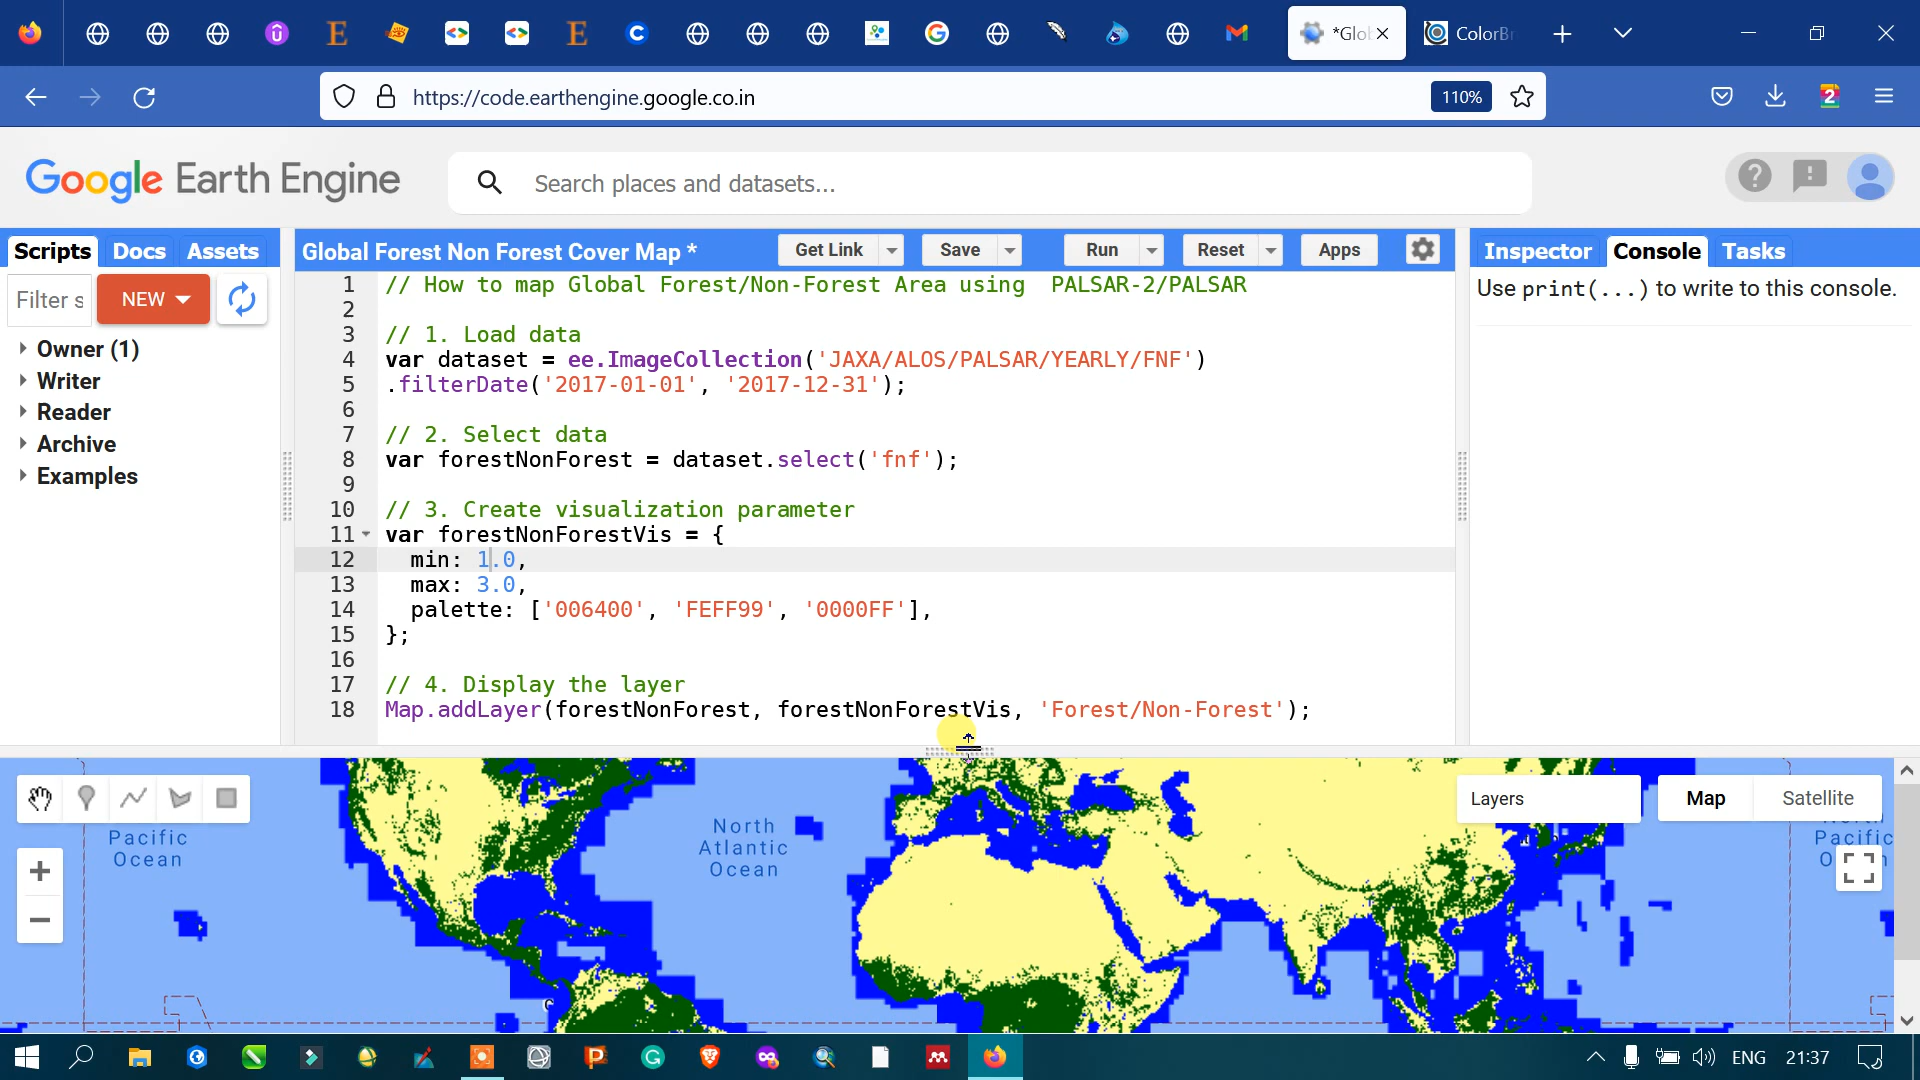 *Glo
ColorB
https://code.earthengine.google.co.in
110%
2
Google Earth Engine
Search places and datasets...
Scripts Docs Assets
Filter s
NEW
Owner (1)
Writer
Reader
Archive
Examples
Global Forest Non Forest Cover Map *
Get Link
Save
Run
Reset
Apps
1 // How to map Global Forest/Non-Forest Area using  PALSAR-2/PALSAR
2
3 // 1. Load data
4 var dataset = ee.ImageCollection('JAXA/ALOS/PALSAR/YEARLY/FNF')
5 .filterDate('2017-01-01', '2017-12-31');
6
7 // 2. Select data
8 var forestNonForest = dataset.select('fnf');
9
10 // 3. Create visualization parameter
11 var forestNonForestVis = {
12 min: 1.0,
13 max: 3.0,
14 palette: ['006400', 'FEFF99', '0000FF'],
15 };
16
17 // 4. Display the layer
18 Map.addLayer(forestNonForest, forestNonForestVis, 'Forest/Non-Forest');
Inspector Console Tasks
Use print(...) to write to this console.
Pacific
Ocean
North
Atlantic
Ocean
Layers
Map
Satellite
Pacific
ENG
21:37